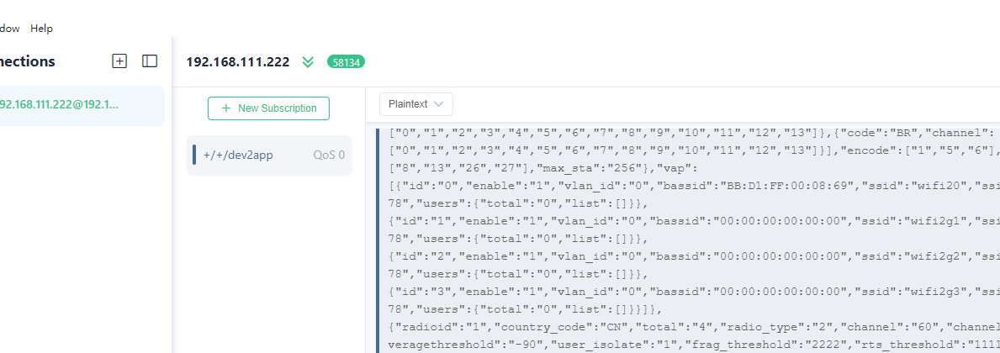 dow Help
nections
192.168.111.222
58134
92.168.111.222@192.1...
+ New Subscription
Plaintext
+/+/dev2app QoS 0
["0","1","2","3","4","5","6","7","8","9","10","11","12","13"]},{"code":"BR","channel":
["0","1","2","3","4","5","6","7","8","9","10","11","12","13"]}],"encode":["1","5","6"],
["8","13","26","27"],"max_sta":"256"},"vap":
[{"id":"0","enable":"1","vlan_id":"0","bassid":"BB:D1:FF:00:08:69","ssid":"wifi20","ssi
78","users":{"total":"0","list":[]}},
{"id":"1","enable":"1","vlan_id":"0","bassid":"00:00:00:00:00:00","ssid":"wifi2g1","ssi
78","users":{"total":"0","list":[]}},
{"id":"2","enable":"1","vlan_id":"0","bassid":"00:00:00:00:00:00","ssid":"wifi2g2","ssi
78","users":{"total":"0","list":[]}},
{"id":"3","enable":"1","vlan_id":"0","bassid":"00:00:00:00:00:00","ssid":"wifi2g3","ssi
78","users":{"total":"0","list":[]}}]},
{"radioid":"1","country_code":"CN","total":"4","radio_type":"2","channel":"60","channel
veragethreshold":"-90","user_isolate":"1","frag_threshold":"2222","rts_threshold":"1111